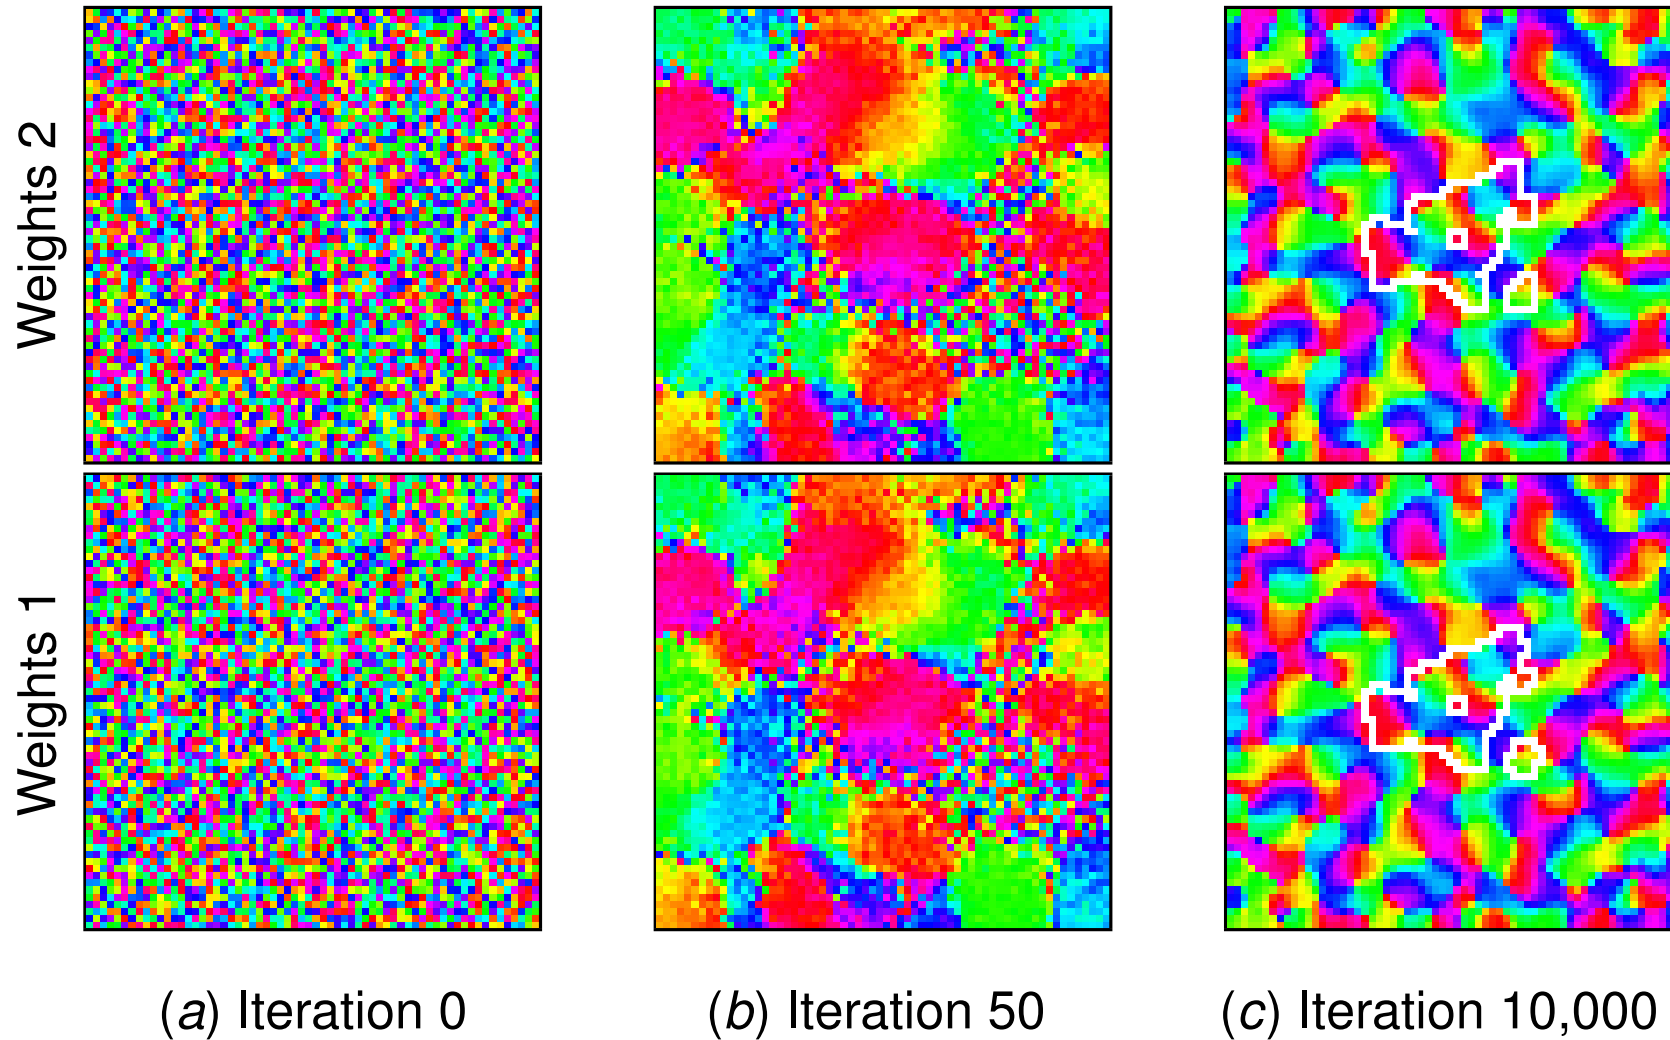 Weights 2
Weights 1
(a) Iteration 0
(b) Iteration 50
(c) Iteration 10,000